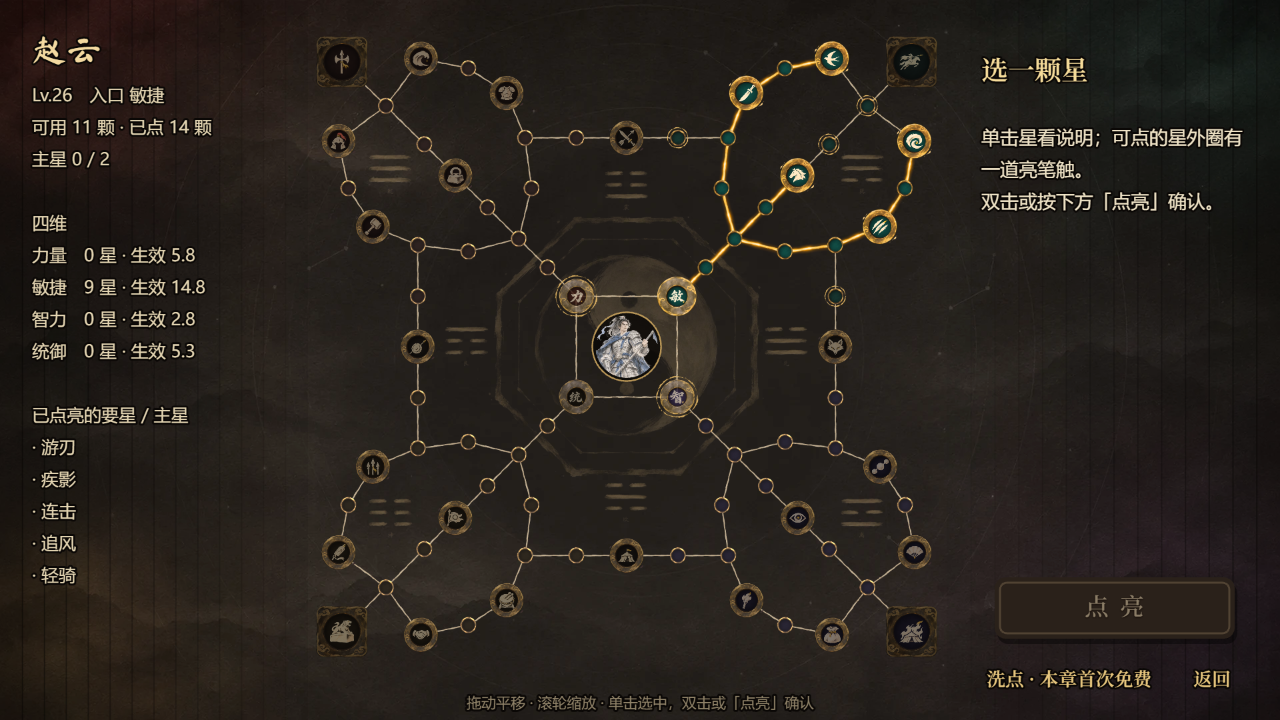 赵云
Lv.26 入口 敏捷
可用 11 颗 · 已点 14 颗
主星 0 / 2
四维
力量 0 星 · 生效 5.8
敏捷 9 星 · 生效 14.8
智力 0 星 · 生效 2.8
统御 0 星 · 生效 5.3
已点亮的要星 / 主星
· 游刃
· 疾影
· 连击
· 追风
· 轻骑
力 敏
统 智
选一颗星
单击星看说明；可点的星外圈有
一道亮笔触。
双击或按下方「点亮」确认。
点亮
洗点 · 本章首次免费 返回
拖动平移 · 滚轮缩放 · 单击选中，双击或「点亮」确认